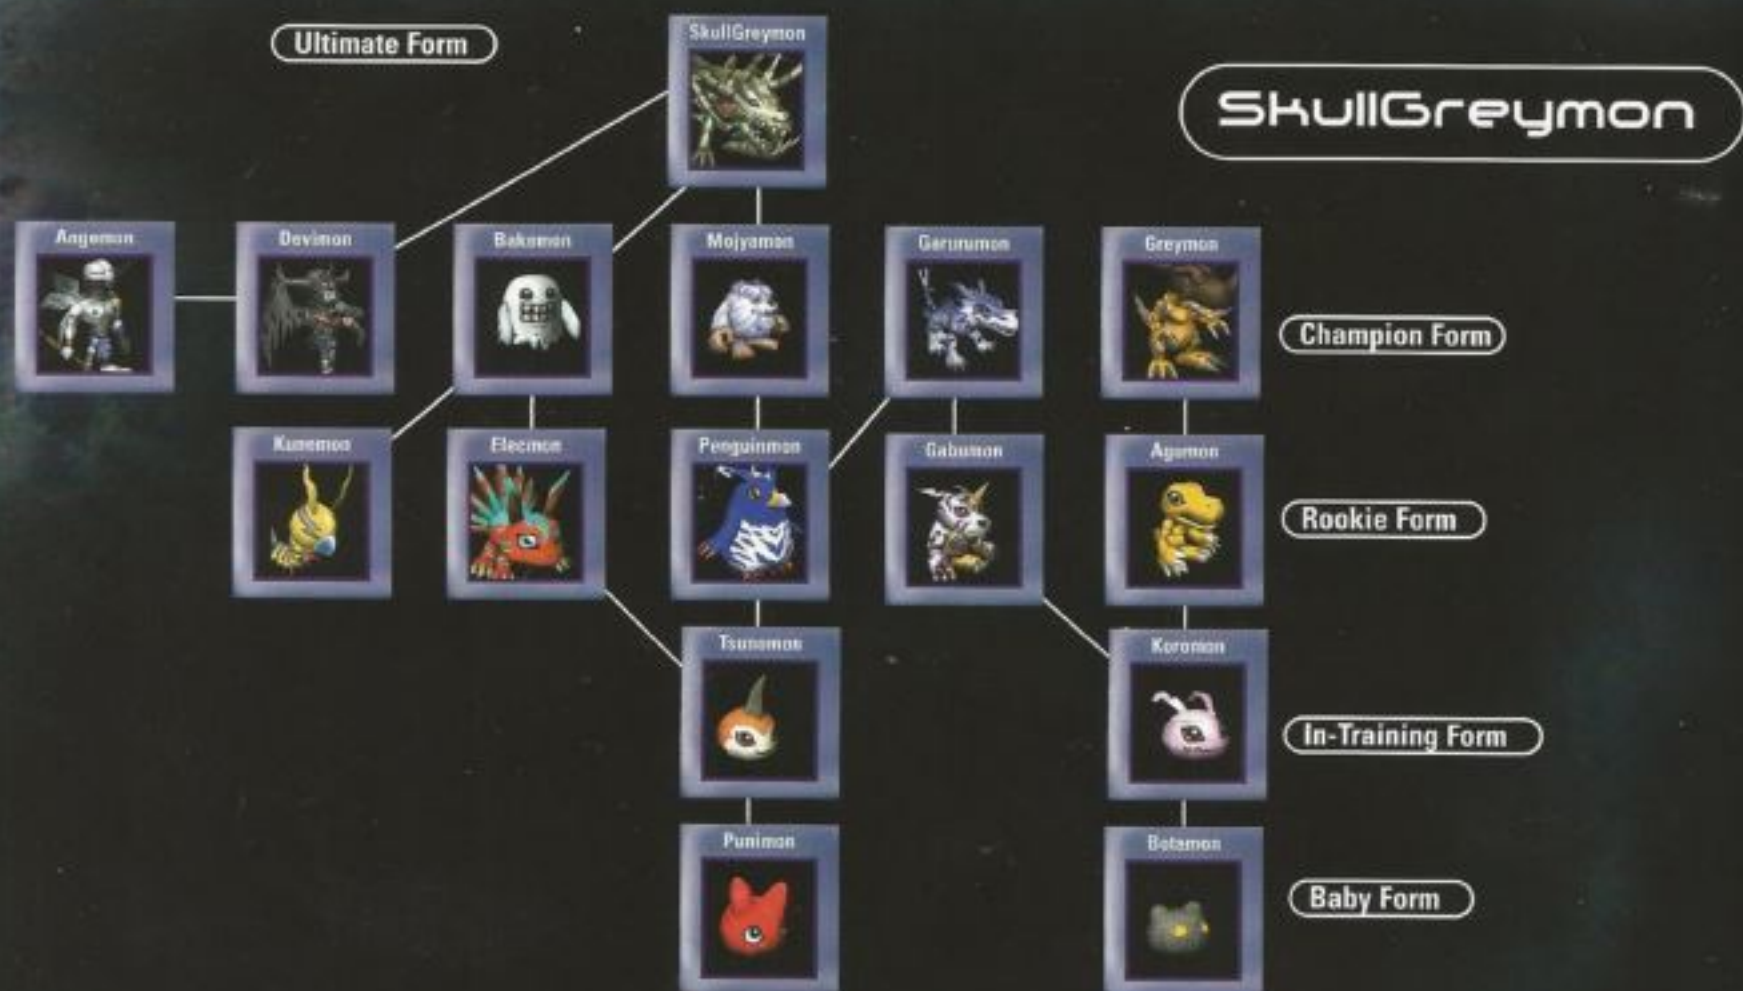 Ultimate Form
SkullGreymon
SkullGreymon
Angemon
Devimon
Bakemon
Mojyamon
Garurumon
Greymon
Champion Form
Kunemon
Elecmon
Penguinmon
Gabumon
Agumon
Rookie Form
Tsunomon
Koromon
In-Training Form
Punimon
Botamon
Baby Form